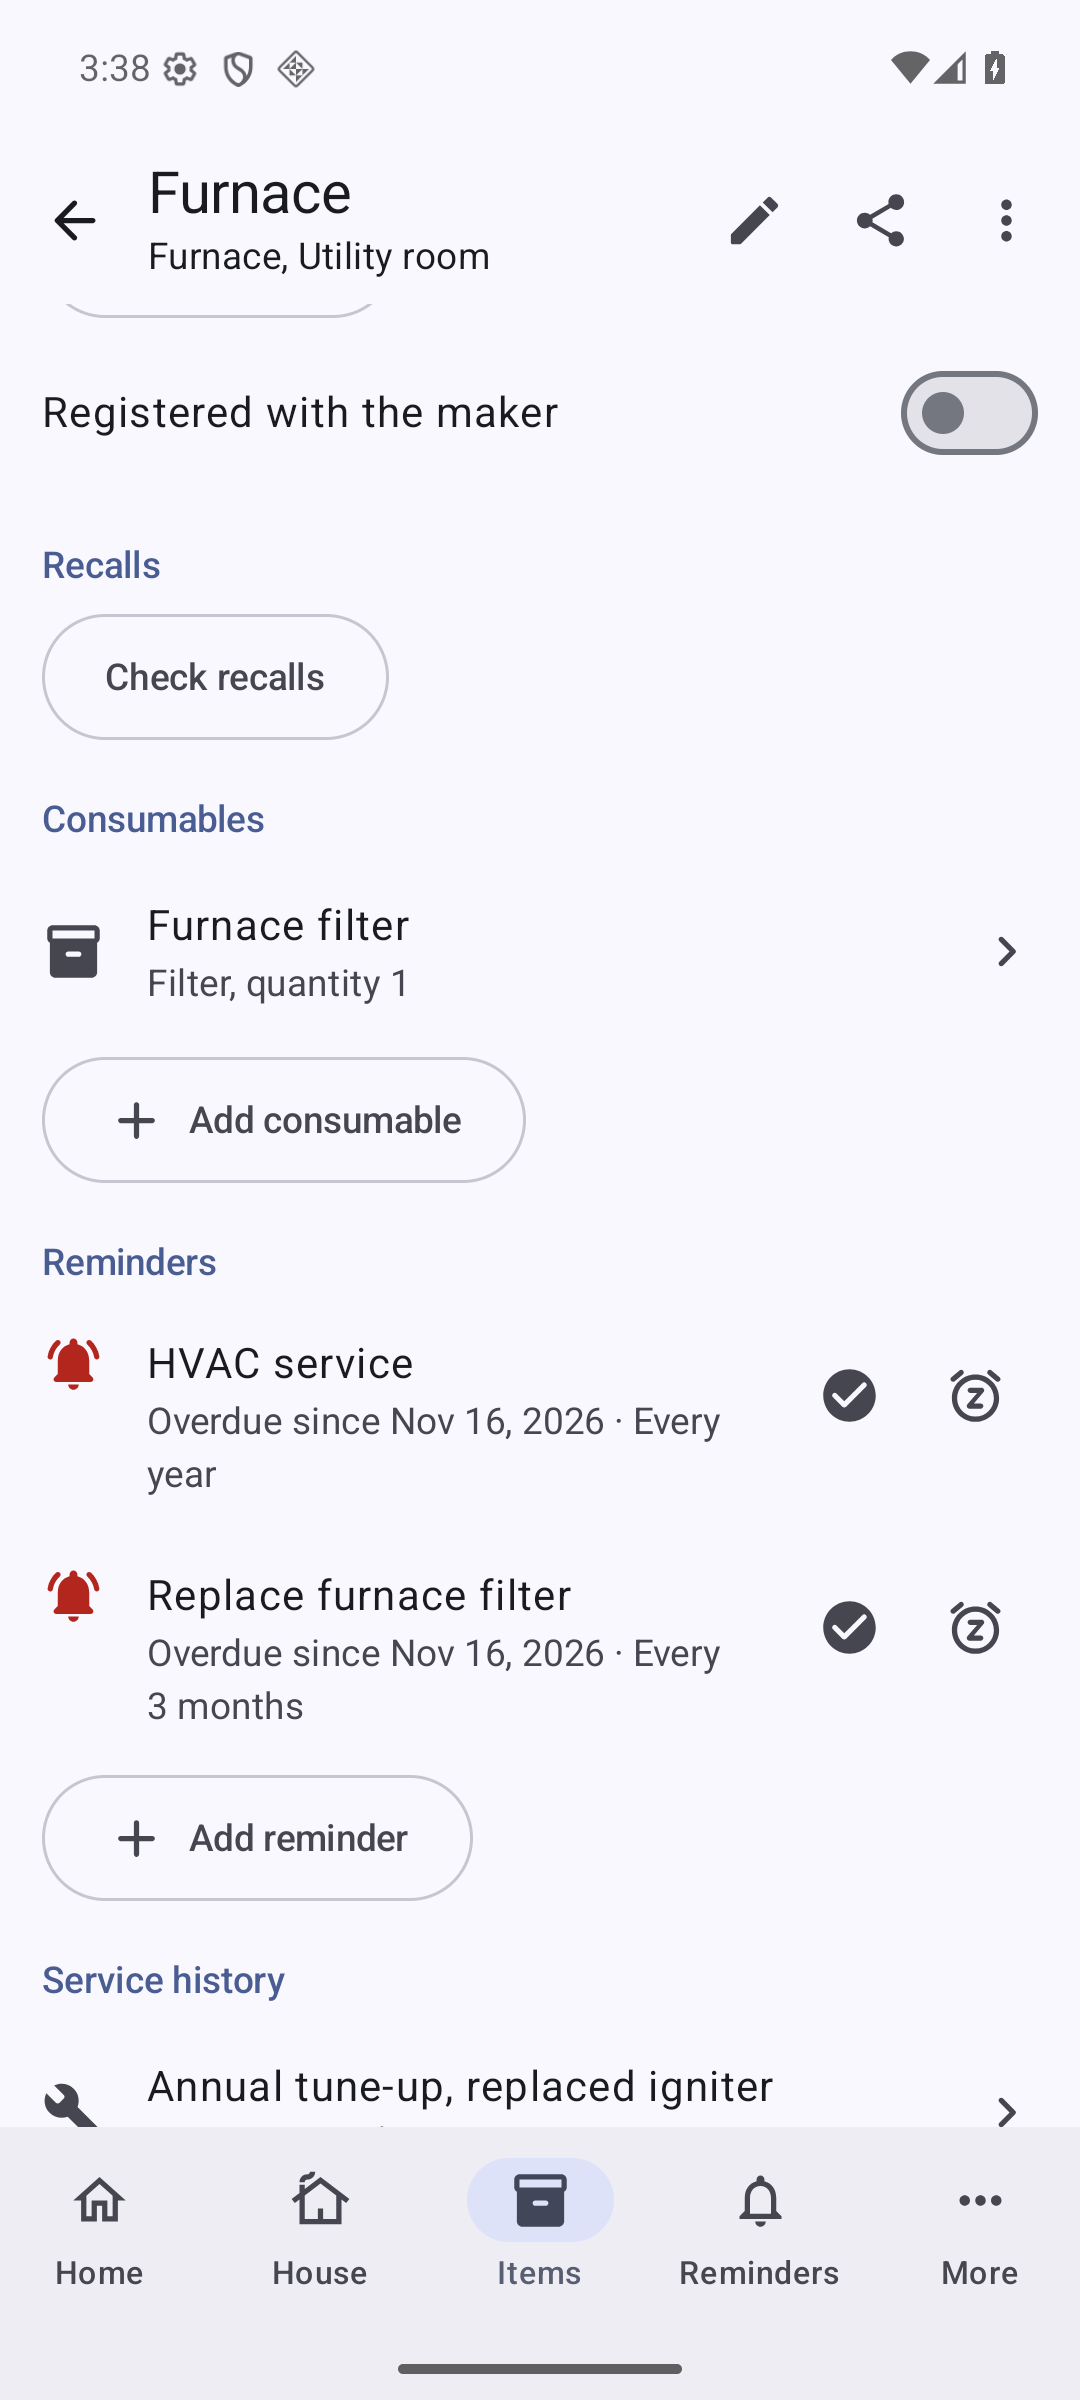 3:38
Furnace
Furnace, Utility room
Registered with the maker
Recalls
Check recalls
Consumables
Furnace filter
Filter, quantity 1
Add consumable
Reminders
HVAC service
Overdue since Nov 16, 2026 · Every
year
Replace furnace filter
Overdue since Nov 16, 2026 · Every
3 months
Add reminder
Service history
Annual tune-up, replaced igniter
Home
House
Items
Reminders
More